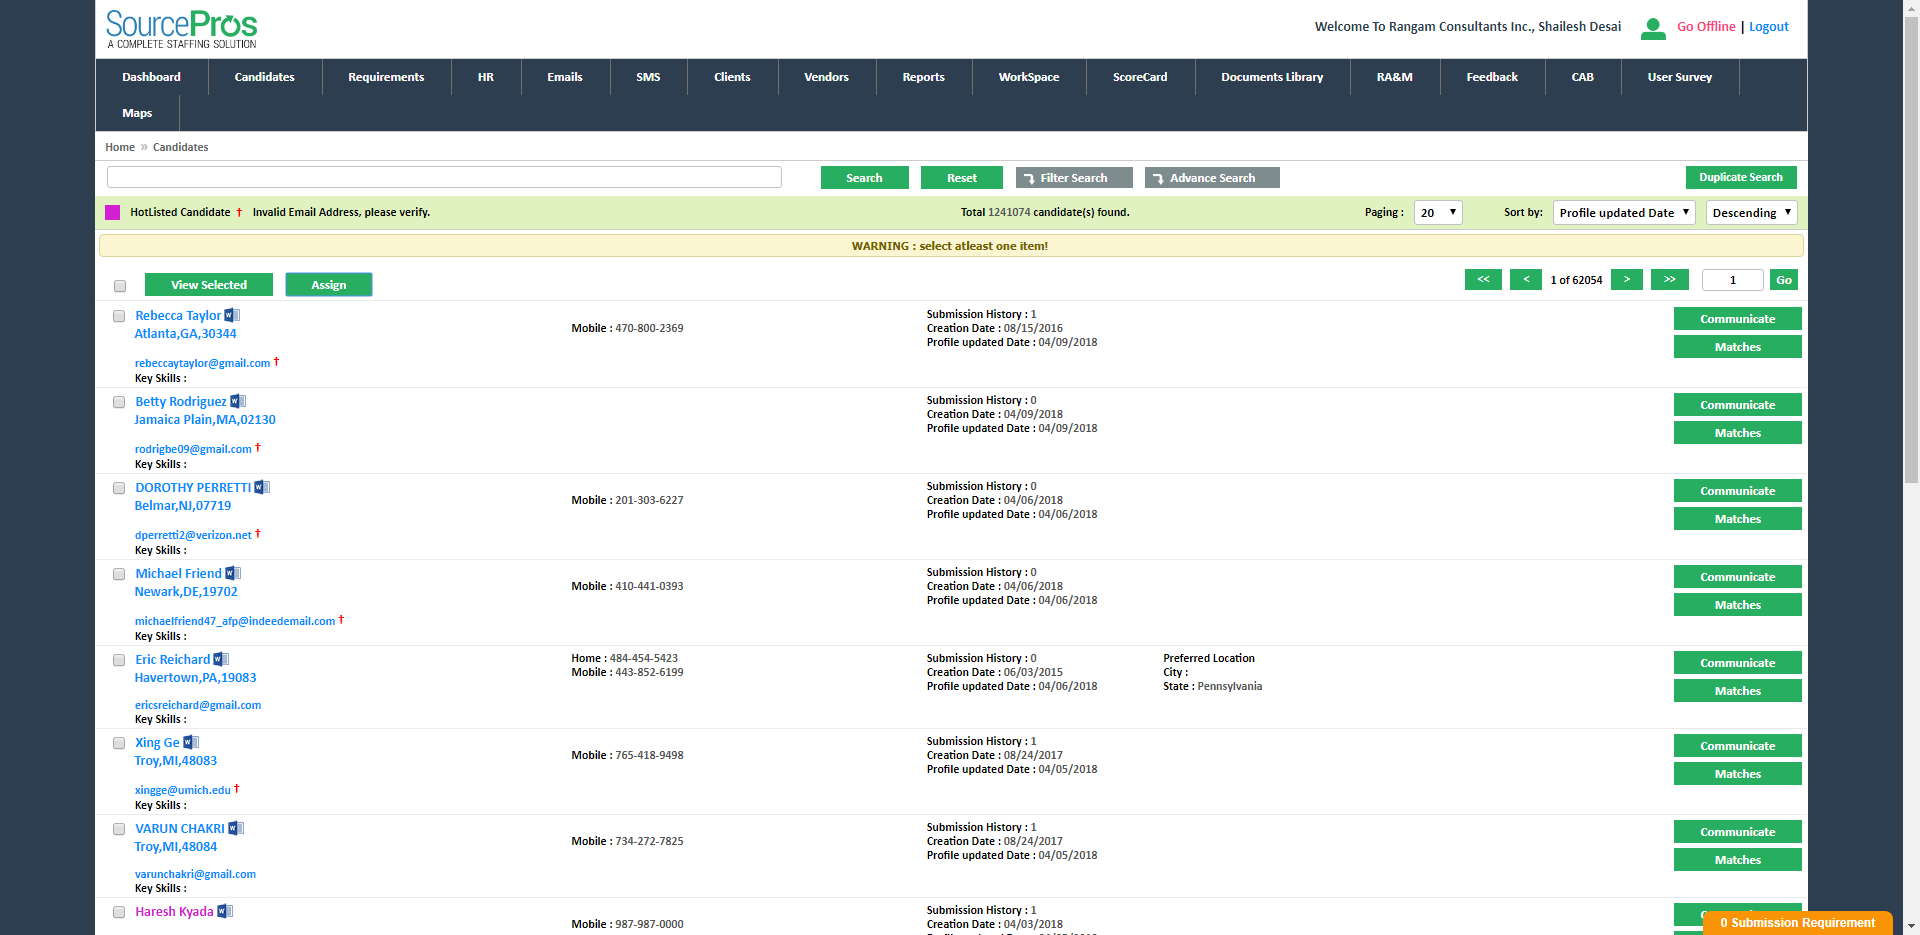 SourcePros
A COMPLETE STAFFING SOLUTION
Welcome To Rangam Consultants Inc., Shailesh Desai Go Offline | Logout
Dashboard Candidates Requirements HR Emails SMS Clients Vendors Reports WorkSpace ScoreCard Documents Library RA&M Feedback CAB User Survey
Maps
Home » Candidates
Search Reset Filter Search Advance Search Duplicate Search
HotListed Candidate † Invalid Email Address, please verify. Total 1241074 candidate(s) found. Paging : 20 Sort by: Profile updated Date Descending
WARNING : select atleast one item!
View Selected Assign << < 1 of 62054 > >> 1 Go
Rebecca Taylor
Atlanta,GA,30344
rebeccaytaylor@gmail.com †
Key Skills :
Mobile : 470-800-2369
Submission History : 1
Creation Date : 08/15/2016
Profile updated Date : 04/09/2018
Communicate
Matches
Betty Rodriguez
Jamaica Plain,MA,02130
rodrigbe09@gmail.com †
Key Skills :
Submission History : 0
Creation Date : 04/09/2018
Profile updated Date : 04/09/2018
Communicate
Matches
DOROTHY PERRETTI
Belmar,NJ,07719
dperretti2@verizon.net †
Key Skills :
Mobile : 201-303-6227
Submission History : 0
Creation Date : 04/06/2018
Profile updated Date : 04/06/2018
Communicate
Matches
Michael Friend
Newark,DE,19702
michaelfriend47_afp@indeedemail.com †
Key Skills :
Mobile : 410-441-0393
Submission History : 0
Creation Date : 04/06/2018
Profile updated Date : 04/06/2018
Communicate
Matches
Eric Reichard
Havertown,PA,19083
ericsreichard@gmail.com
Key Skills :
Home : 484-454-5423
Mobile : 443-852-6199
Submission History : 0
Creation Date : 06/03/2015
Profile updated Date : 04/06/2018
Preferred Location
City :
State : Pennsylvania
Communicate
Matches
Xing Ge
Troy,MI,48083
xingge@umich.edu †
Key Skills :
Mobile : 765-418-9498
Submission History : 1
Creation Date : 08/24/2017
Profile updated Date : 04/05/2018
Communicate
Matches
VARUN CHAKRI
Troy,MI,48084
varunchakri@gmail.com
Key Skills :
Mobile : 734-272-7825
Submission History : 1
Creation Date : 08/24/2017
Profile updated Date : 04/05/2018
Communicate
Matches
Haresh Kyada
Mobile : 987-987-0000
Submission History : 1
Creation Date : 04/03/2018
0 Submission Requirement